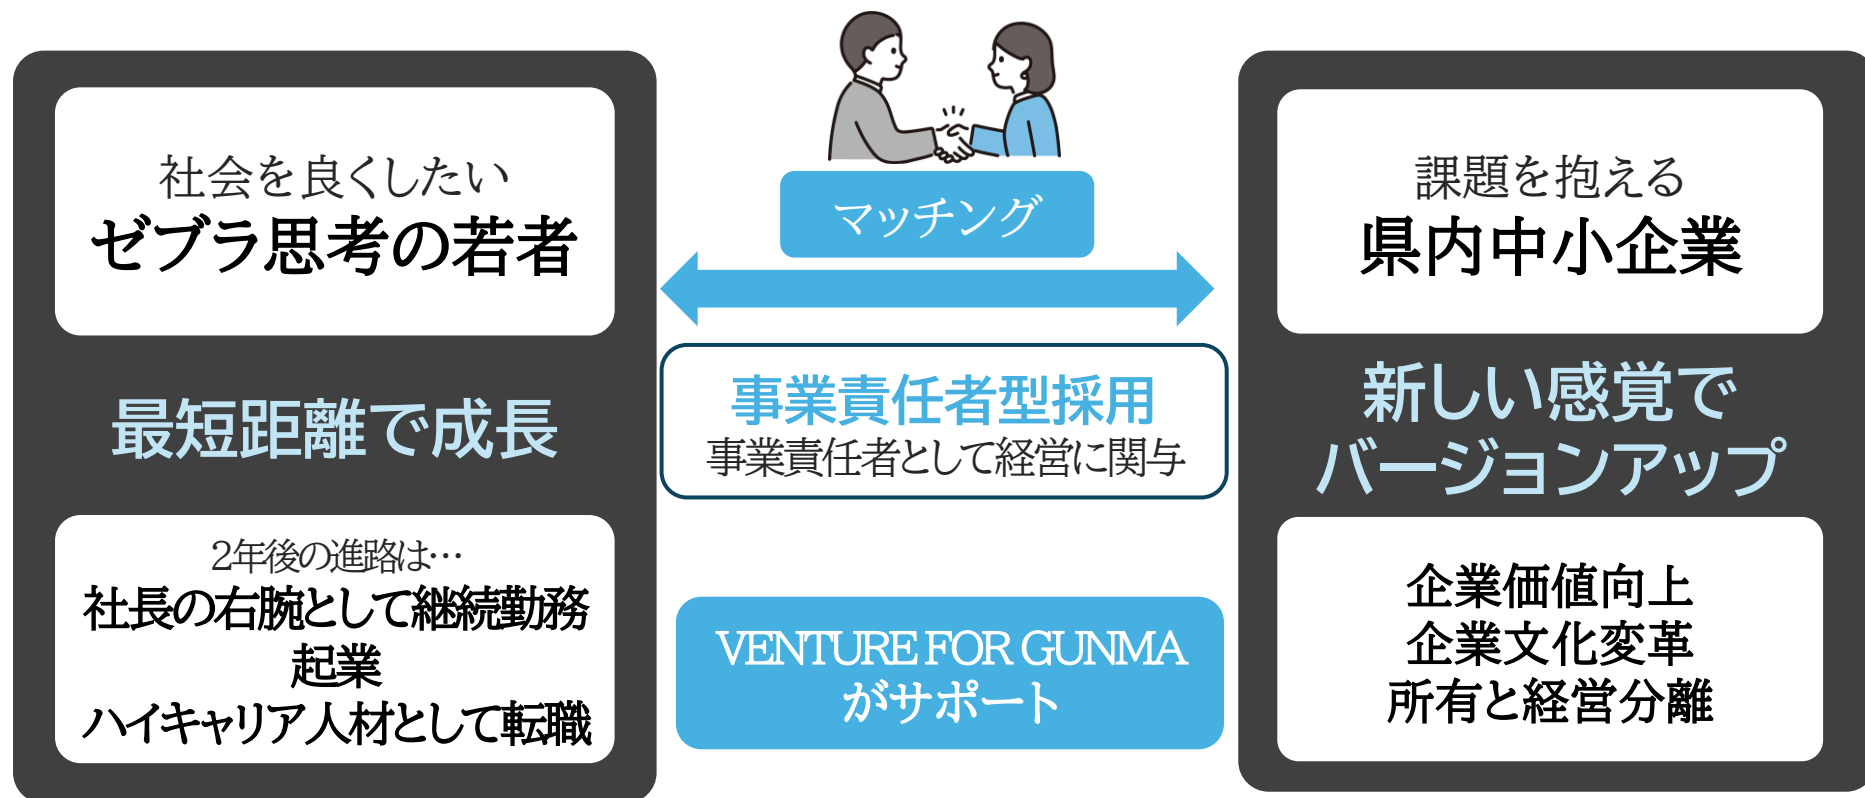 社会を良くしたい
ゼブラ思考の若者
最短距離で成長
2年後の進路は…
社長の右腕として継続勤務
起業
ハイキャリア人材として転職
マッチング
事業責任者型採用
事業責任者として経営に関与
VENTURE FOR GUNMA
がサポート
課題を抱える
県内中小企業
新しい感覚で
バージョンアップ
企業価値向上
企業文化変革
所有と経営分離